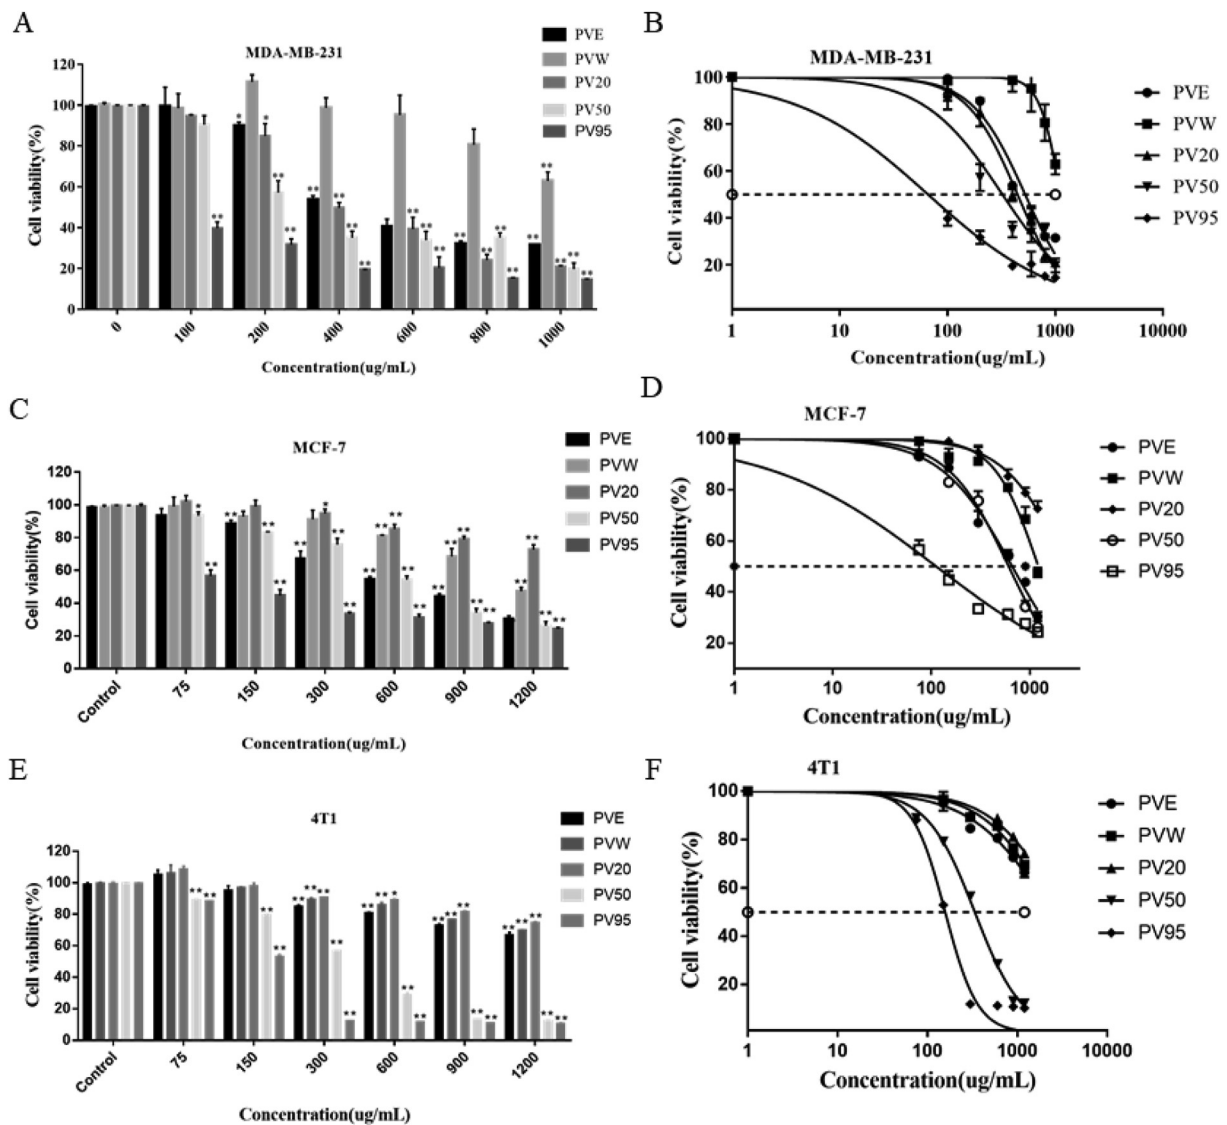 A
MDA-MB-231
PVE
PVW
PV20
PV50
PV95
Cell viability(%)
120
100
80
60
40
20
0
* * ** ** ** ** ** ** ** ** ** ** ** ** ** ** ** ** ** **
0 100 200 400 600 800 1000
Concentration(ug/mL)
B
MDA-MB-231
PVE
PVW
PV20
PV50
PV95
Cell viability(%)
100
80
60
40
20
1 10 100 1000 10000
Concentration(ug/mL)
C
MCF-7
PVE
PVW
PV20
PV50
PV95
Cell viability(%)
120
100
80
60
40
20
0
Control 75 150 300 600 900 1200
Concentration(ug/mL)
D
MCF-7
PVE
PVW
PV20
PV50
PV95
Cell viability(%)
100
80
60
40
20
1 100 1000
Concentration(ug/mL)
E
4T1
PVE
PVW
PV20
PV50
PV95
Cell viability(%)
120
100
80
60
40
20
0
Control 75 150 300 600 900 1200
Concentration(ug/mL)
F
4T1
PVE
PVW
PV20
PV50
PV95
Cell viability(%)
100
80
60
40
20
1 100 1000 10000
Concentration(ug/mL)